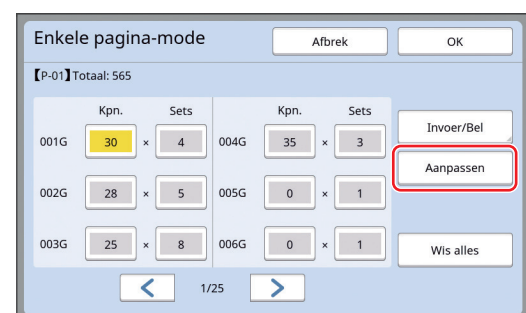 Enkele pagina-mode
Afbrek
OK
【P-01】Totaal: 565
Kpn. Sets Kpn. Sets
001G 30 × 4 004G 35 × 3
002G 28 × 5 005G 0 × 1
003G 25 × 8 006G 0 × 1
Invoer/Bel
Aanpassen
Wis alles
1/25